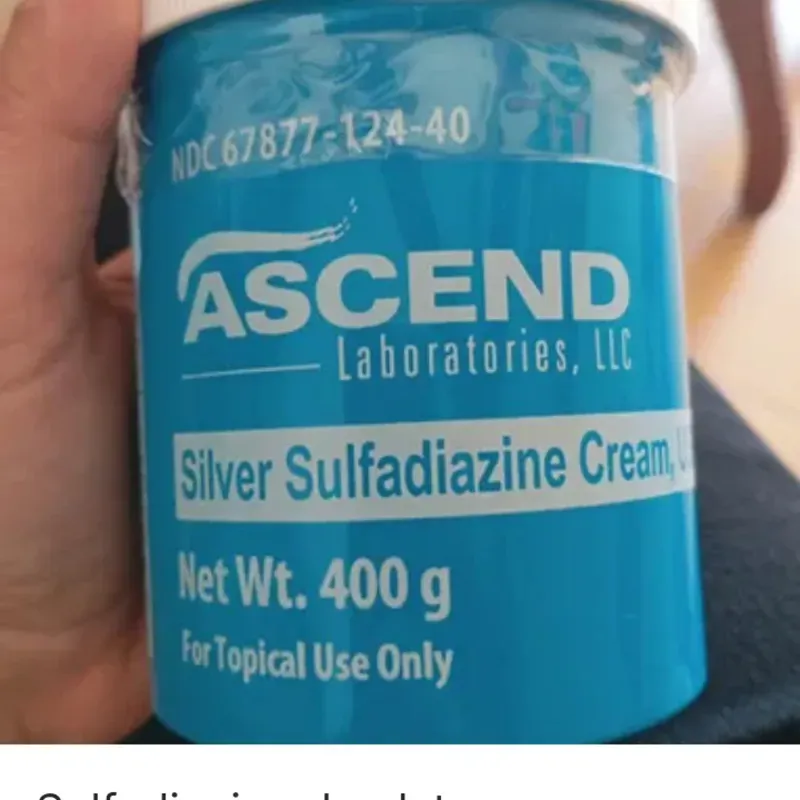 NDC 67877-124-40
ASCEND
Laboratories, LLC
Silver Sulfadiazine Cream,
Net Wt. 400 g
For Topical Use Only